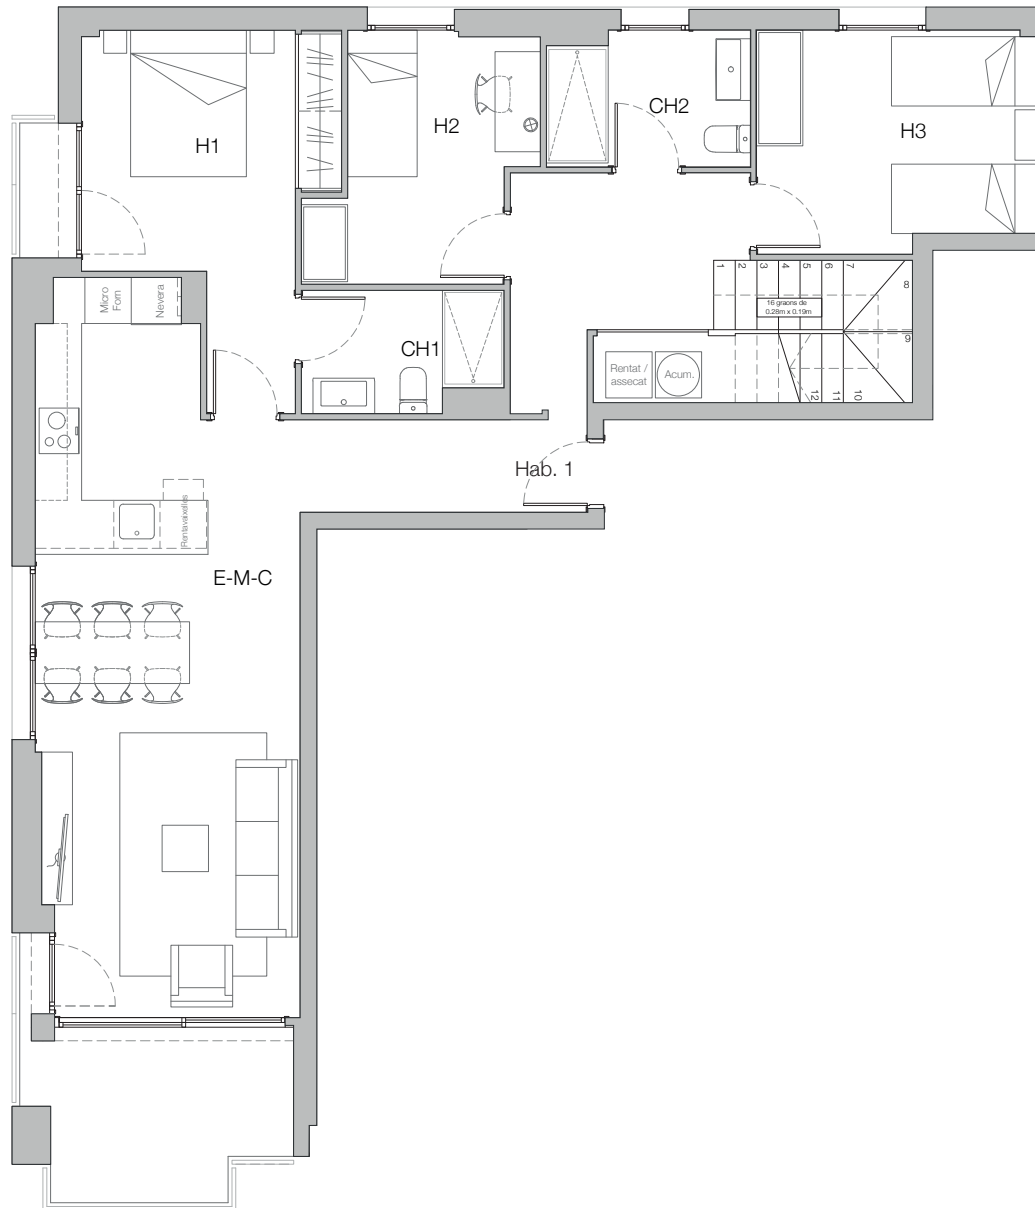 H1
H2
CH2
H3
Micro
Forn
Nevera
CH1
1
2
3
4
5
6
7
8
16 graons de
0.28m x 0.19m
9
Rentat /
assecat
Acum.
12
11
10
Hab. 1
Rentavaixelles
E-M-C